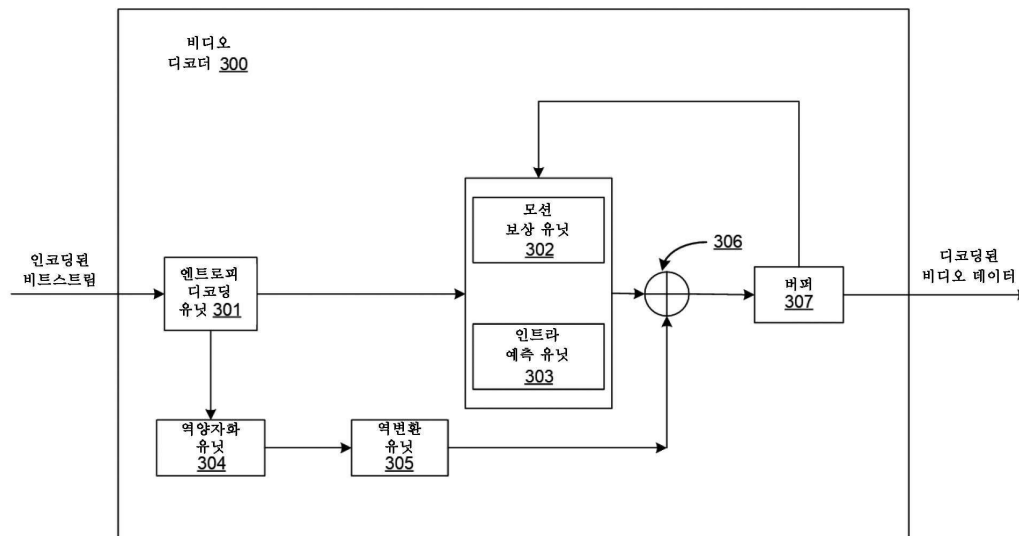 비디오
디코더 300
모션
보상 유닛
302
306
인코딩된
비트스트림
엔트로피
디코딩
유닛 301
버퍼
307
디코딩된
비디오 데이터
인트라
예측 유닛
303
역양자화
유닛
304
역변환
유닛
305